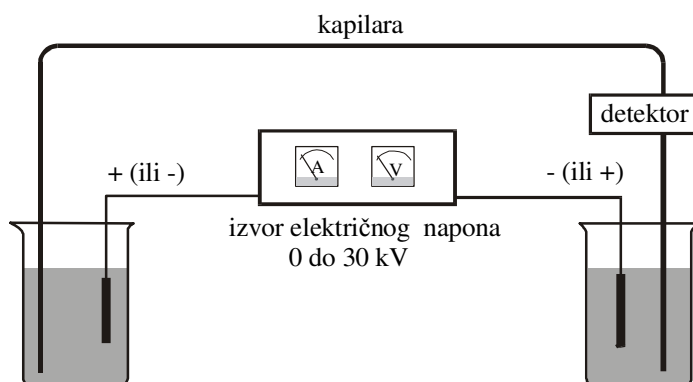 kapilara
detektor
+ (ili -)
A
V
- (ili +)
izvor električnog napona
0 do 30 kV